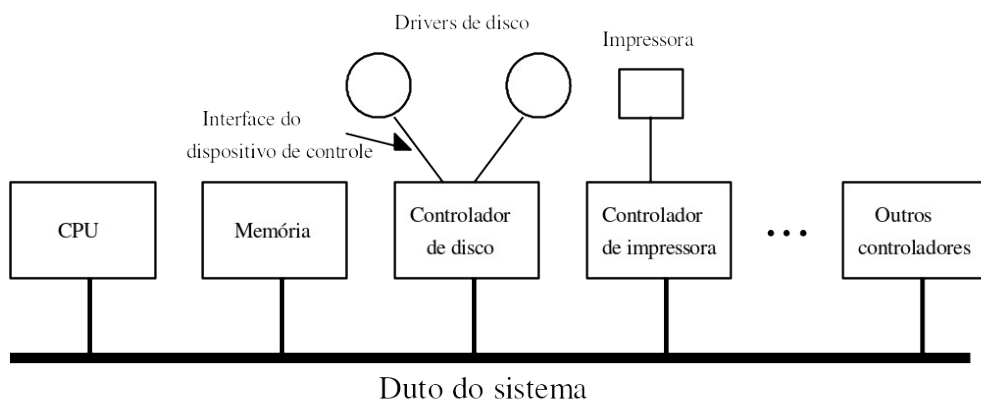 Drivers de disco
Impressora
Interface do
dispositivo de controle
CPU
Memória
Controlador
de disco
Controlador
de impressora
...
Outros
controladores
Duto do sistema